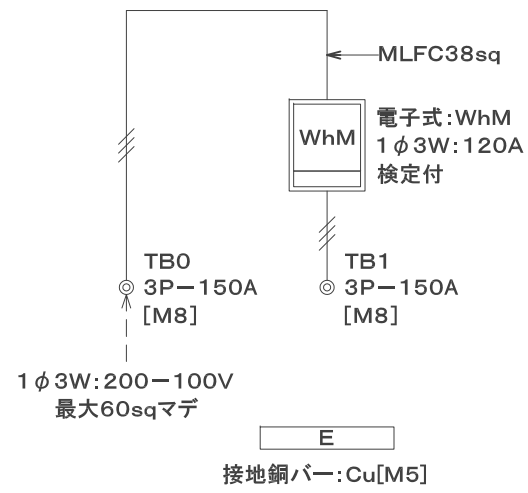 MLFC38sq
WhM
電子式:WhM
1φ3W:120A
検定付
TB0
3P-150A
[M8]
TB1
3P-150A
[M8]
1φ3W:200-100V
最大60sqマデ
E
接地銅バー:Cu[M5]